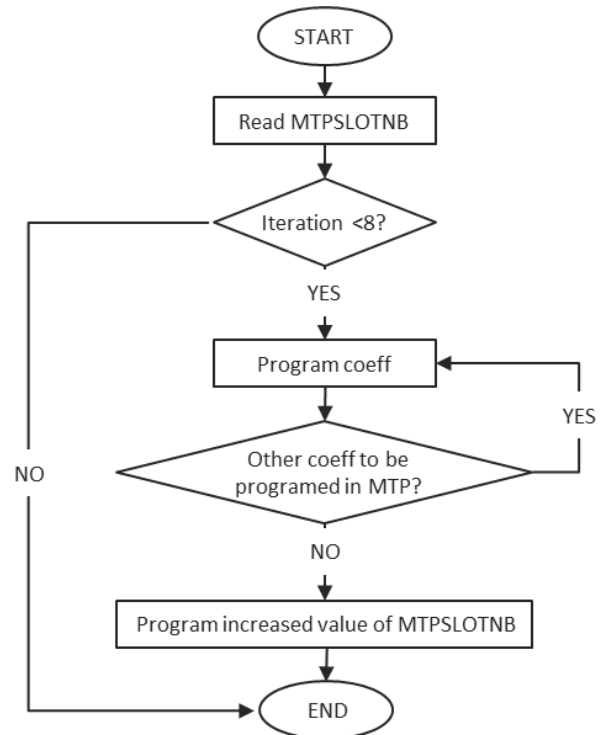 START
Read MTPSLOTNB
Iteration <8?
YES
Program coeff
YES
Other coeff to be
programed in MTP?
NO
NO
Program increased value of MTPSLOTNB
END